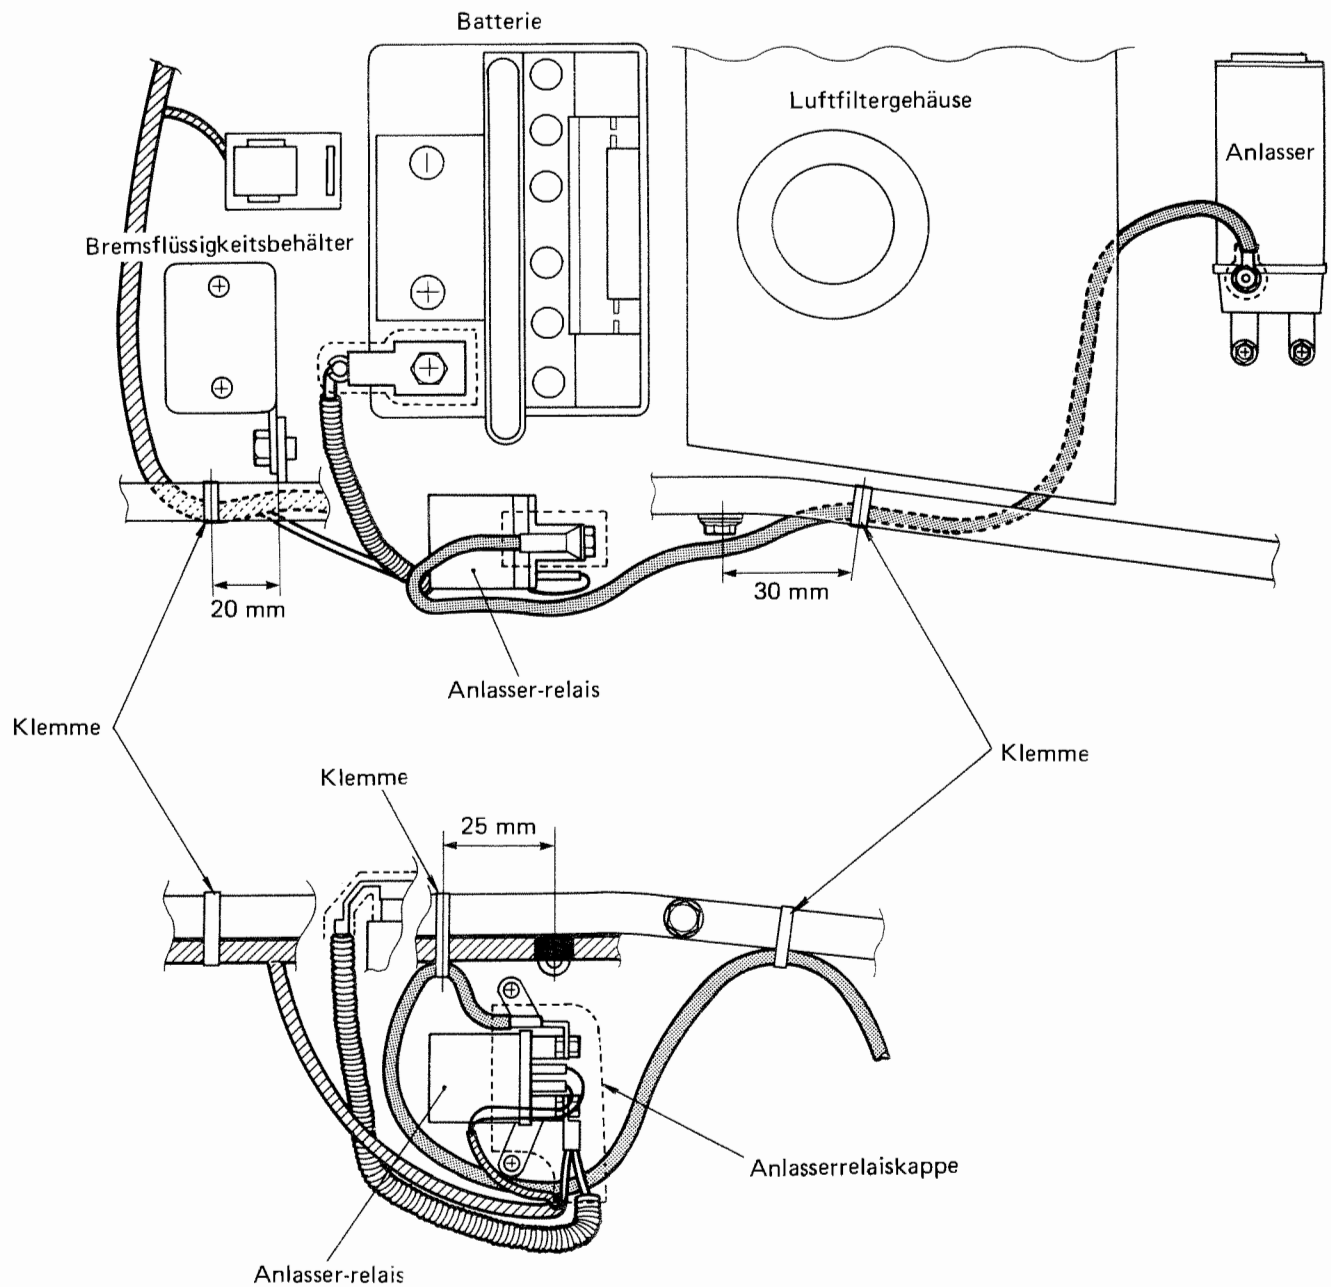 Batterie
Luftfiltergehäuse
Anlasser
Bremsflüssigkeitsbehälter
20 mm
30 mm
Anlasser-relais
Klemme
Klemme
Klemme
25 mm
Anlasserrelaiskappe
Anlasser-relais